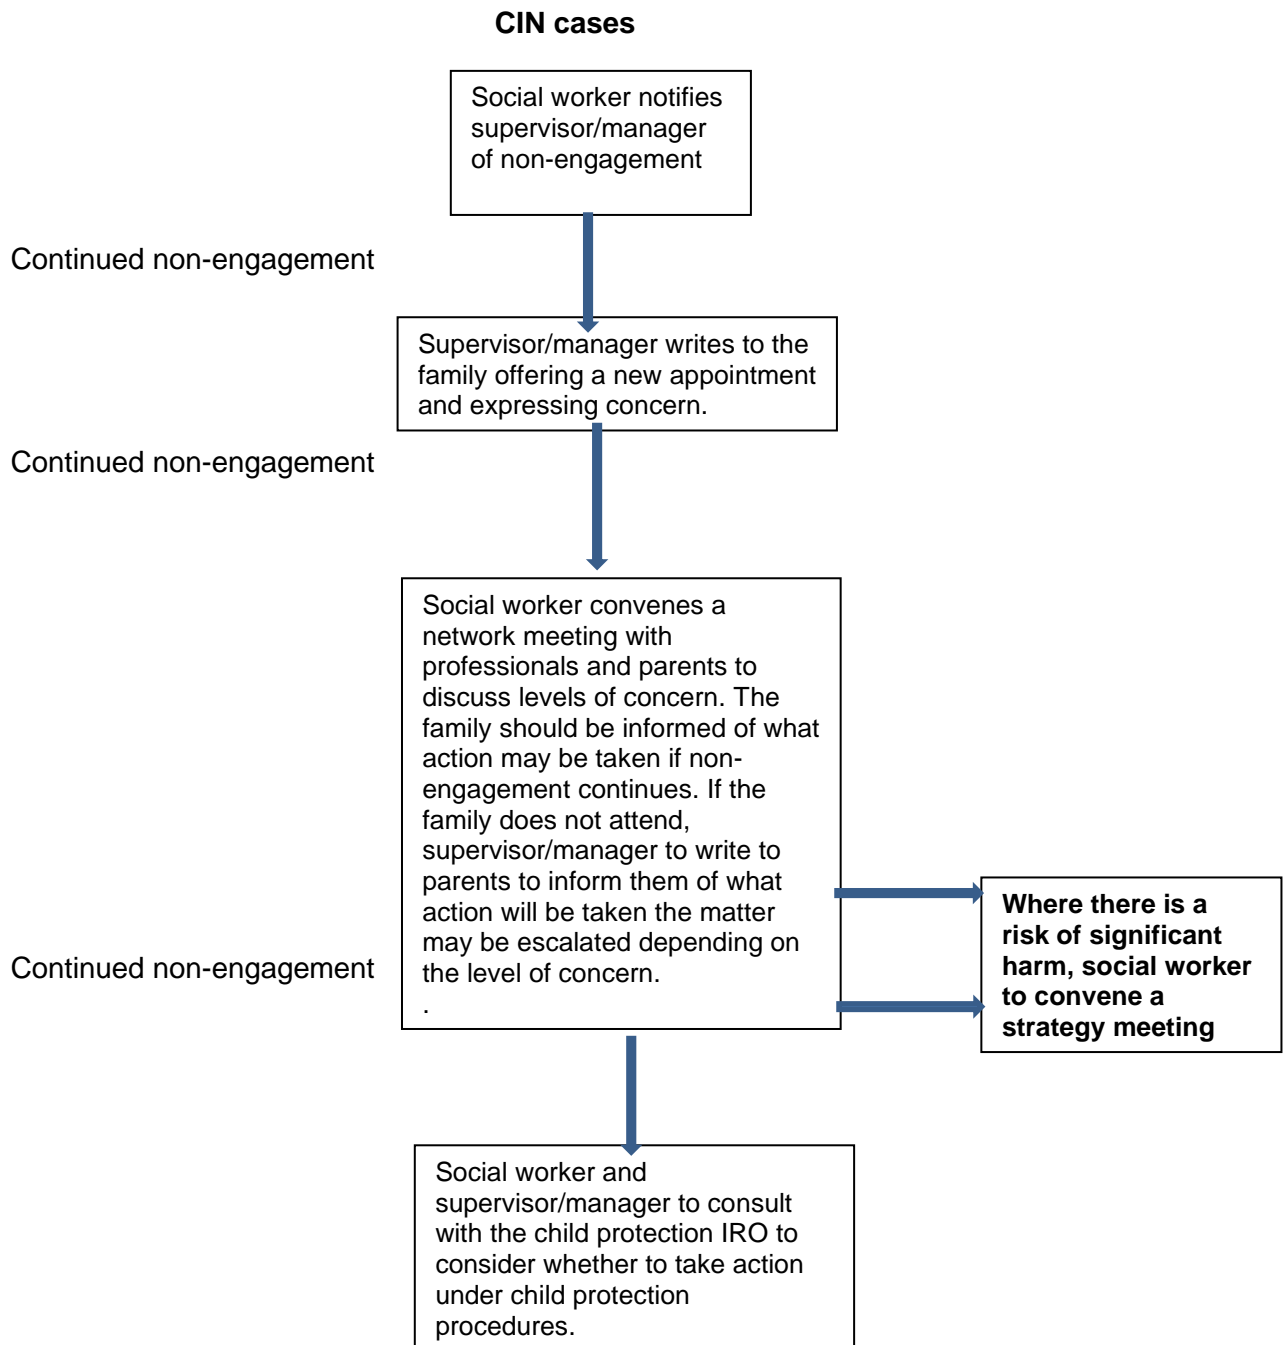 CIN cases
Social worker notifies
supervisor/manager
of non-engagement
Continued non-engagement
Supervisor/manager writes to the
family offering a new appointment
and expressing concern.
Continued non-engagement
Social worker convenes a
network meeting with
professionals and parents to
discuss levels of concern. The
family should be informed of what
action may be taken if non-
engagement continues. If the
family does not attend,
supervisor/manager to write to
parents to inform them of what
action will be taken the matter
may be escalated depending on
the level of concern.
.
Where there is a
risk of significant
harm, social worker
to convene a
strategy meeting
Continued non-engagement
Social worker and
supervisor/manager to consult
with the child protection IRO to
consider whether to take action
under child protection
procedures.